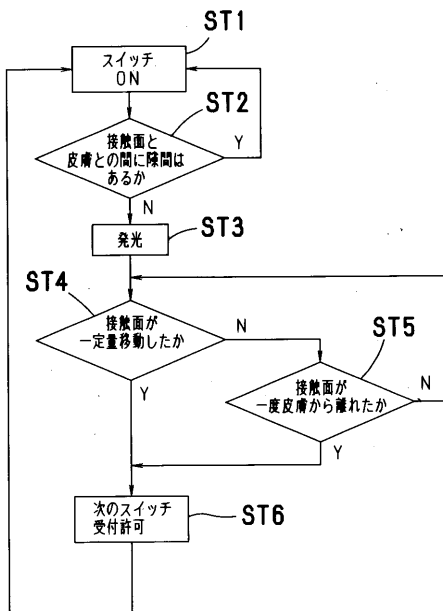 ST1
スイッチ
ON
ST2
接触面と
皮膚との間に隙間は
あるか
Y
N
発光
ST3
ST4
接触面が
一定量移動したか
N
ST5
Y
接触面が
一度皮膚から離れたか
N
Y
次のスイッチ
受付許可
ST6